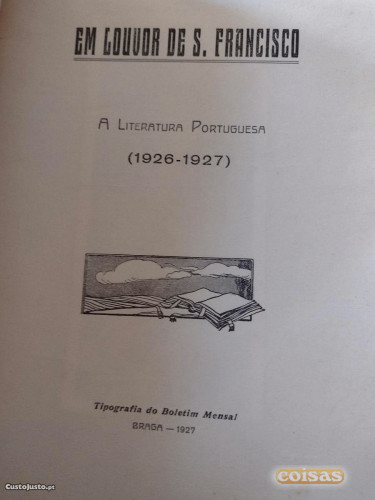 EM LOUVOR DE S. FRANCISCO
A LITERATURA PORTUGUESA
(1926-1927)
Tipografia do Boletim Mensal
BRAGA — 1927
CustoJusto.pt
coisas